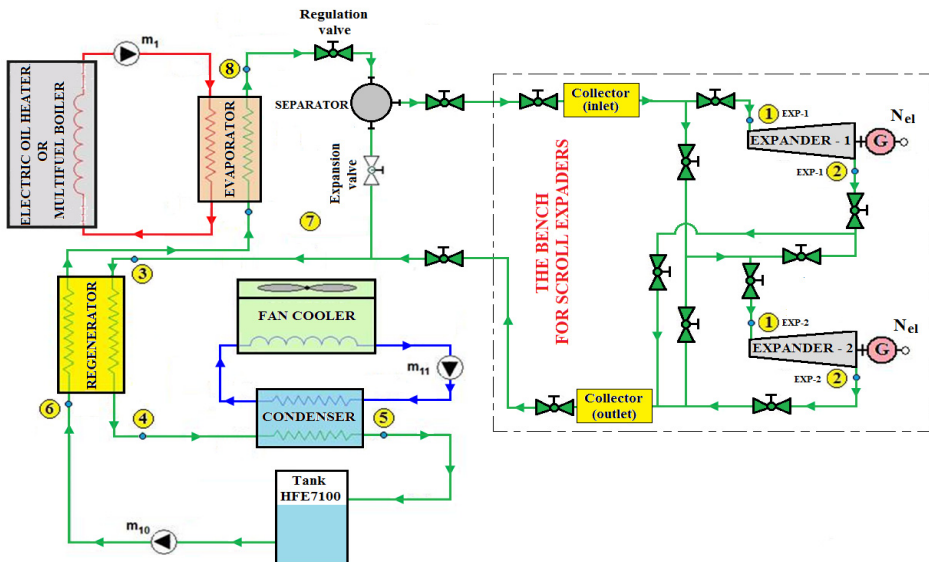 Regulation
valve
m1
8
ELECTRIC OIL HEATER
OR
MULTIFUEL BOILER
EVAPORATOR
SEPARATOR
Expansion
valve
7
3
Collector
(inlet)
1
EXP-1
EXPANDER - 1
G
Nel
EXP-1
2
THE BENCH
FOR SCROLL EXPADERS
1
EXP-2
EXPANDER - 2
G
Nel
EXP-2
2
Collector
(outlet)
REGENERATOR
FAN COOLER
m11
6
4
CONDENSER
5
Tank
HFE7100
m10